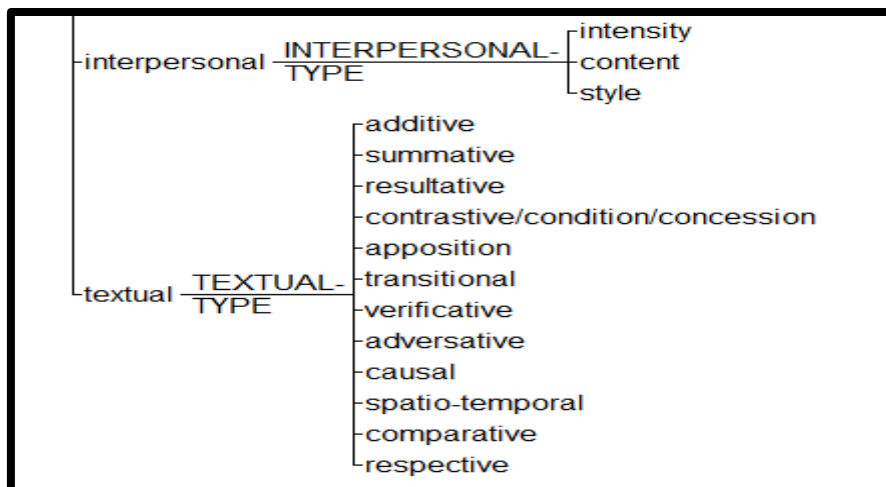 interpersonal INTERPERSONAL-TYPE
intensity
content
style
textual TEXTUAL-TYPE
additive
summative
resultative
contrastive/condition/concession
apposition
transitional
verificative
adversative
causal
spatio-temporal
comparative
respective